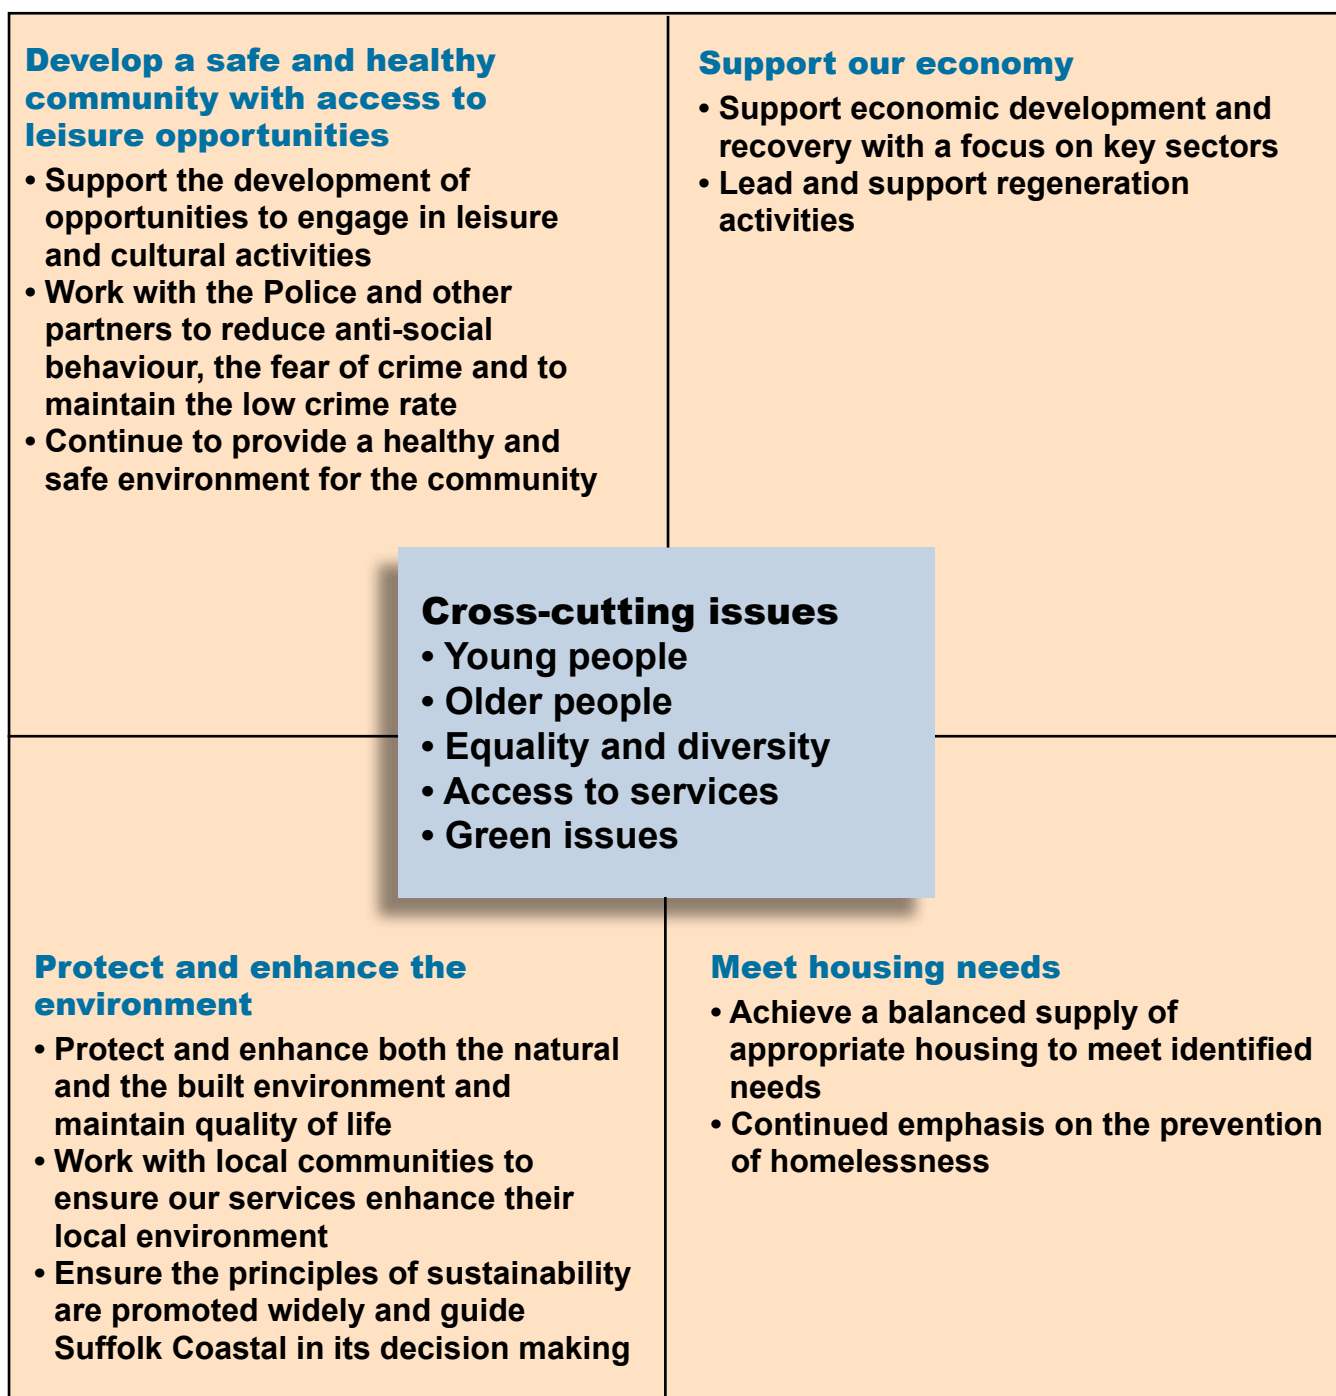 Develop a safe and healthy
community with access to
leisure opportunities
• Support the development of
opportunities to engage in leisure
and cultural activities
• Work with the Police and other
partners to reduce anti-social
behaviour, the fear of crime and to
maintain the low crime rate
• Continue to provide a healthy and
safe environment for the community
Support our economy
• Support economic development and
recovery with a focus on key sectors
• Lead and support regeneration
activities
Cross-cutting issues
• Young people
• Older people
• Equality and diversity
• Access to services
• Green issues
Protect and enhance the
environment
• Protect and enhance both the natural
and the built environment and
maintain quality of life
• Work with local communities to
ensure our services enhance their
local environment
• Ensure the principles of sustainability
are promoted widely and guide
Suffolk Coastal in its decision making
Meet housing needs
• Achieve a balanced supply of
appropriate housing to meet identified
needs
• Continued emphasis on the prevention
of homelessness